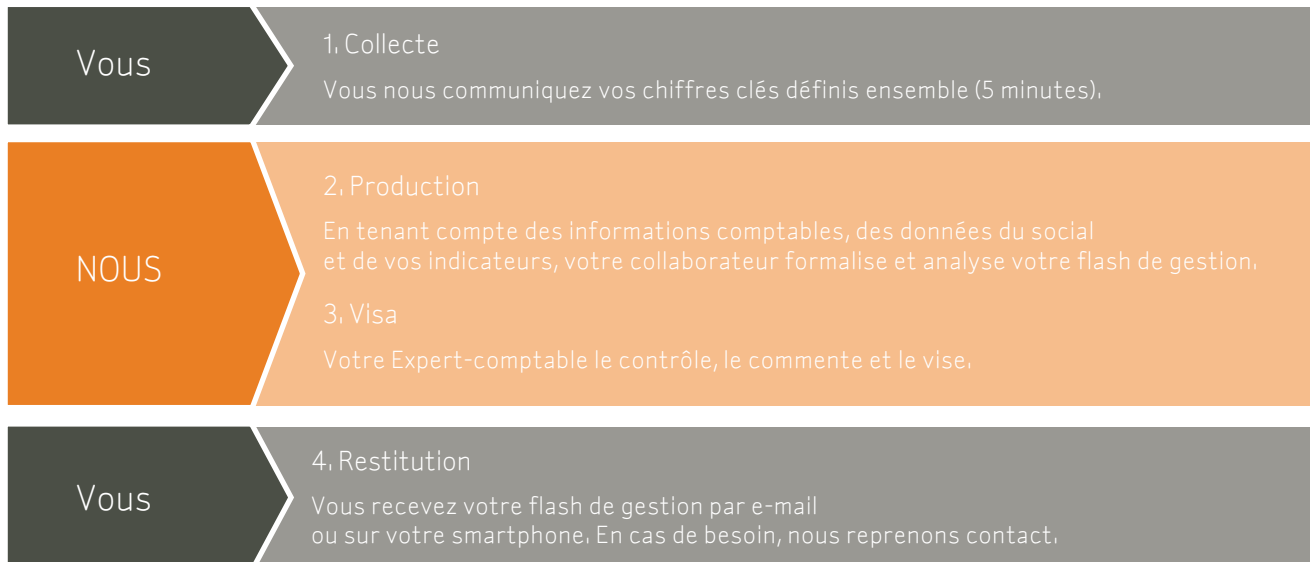 Vous
1. Collecte
Vous nous communiquez vos chiffres clés définis ensemble (5 minutes).
NOUS
2. Production
En tenant compte des informations comptables, des données du social
et de vos indicateurs, votre collaborateur formalise et analyse votre flash de gestion.
3. Visa
Votre Expert-comptable le contrôle, le commente et le vise.
Vous
4. Restitution
Vous recevez votre flash de gestion par e-mail
ou sur votre smartphone. En cas de besoin, nous reprenons contact.